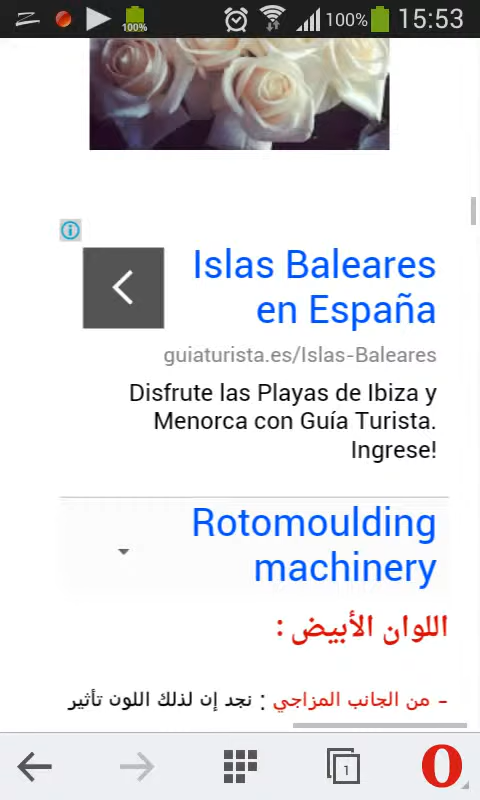 100% 100% 15:53
Islas Baleares
en España
guiaturista.es/Islas-Baleares
Disfrute las Playas de Ibiza y
Menorca con Guía Turista.
Ingrese!
Rotomoulding
machinery
اللوان الأبيض :
- من الجانب المزاجي : نجد إن لذلك اللون تأثير
1